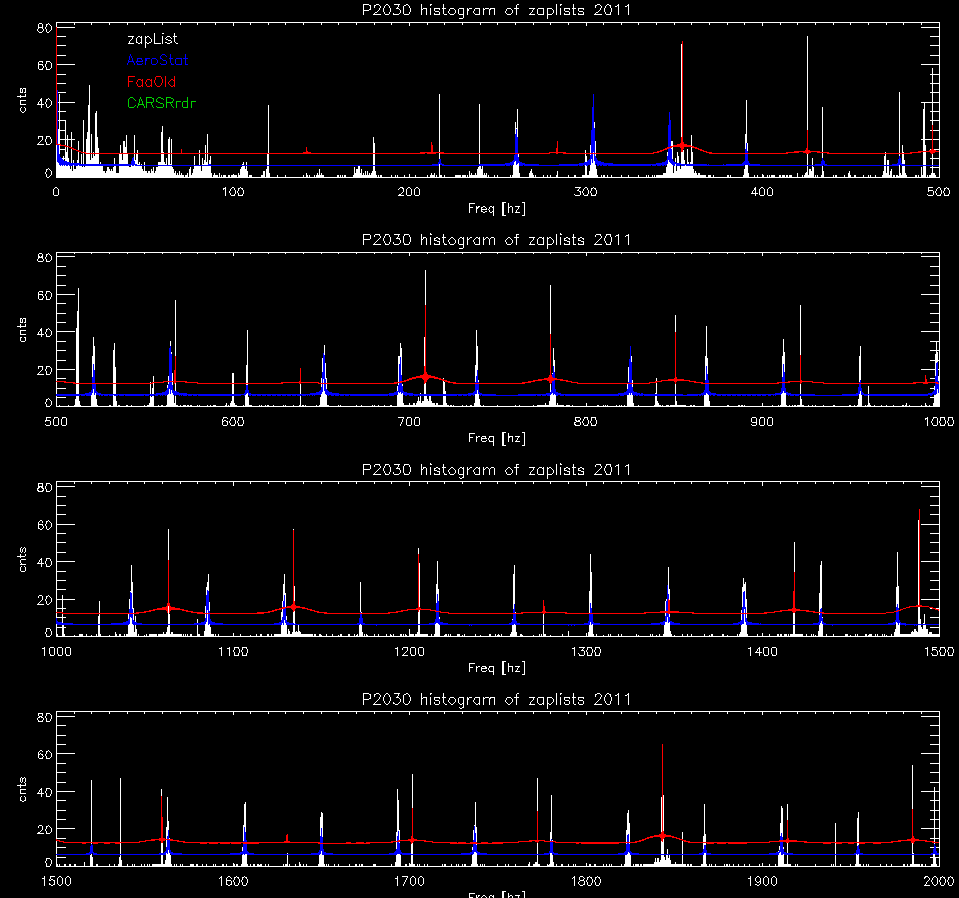 P2030 histogram of zaplists 2011
80
60
40
20
0
cnts
zapList
AeroStat
FaaOld
CARSRrdr
0 100 200 300 400 500
Freq [hz]
P2030 histogram of zaplists 2011
80
60
40
20
0
cnts
500 600 700 800 900 1000
Freq [hz]
P2030 histogram of zaplists 2011
80
60
40
20
0
cnts
1000 1100 1200 1300 1400 1500
Freq [hz]
P2030 histogram of zaplists 2011
80
60
40
20
0
cnts
1500 1600 1700 1800 1900 2000
Freq [hz]